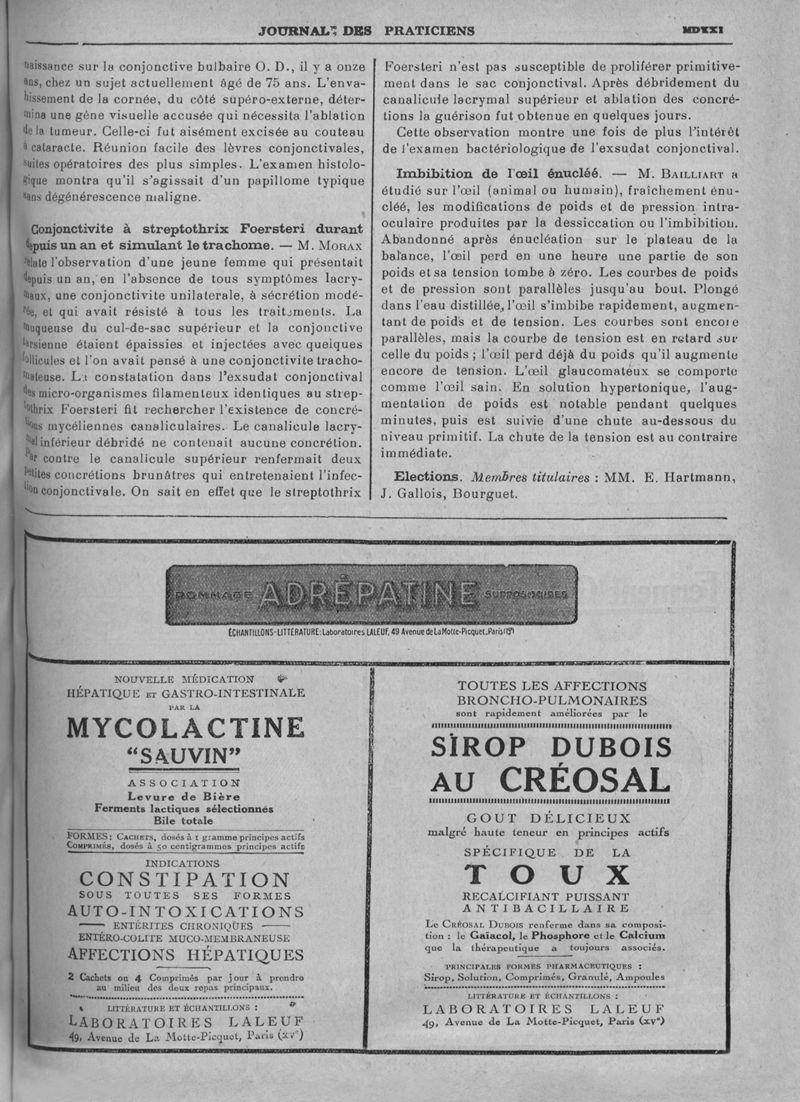 JOURNAL DES PRATICIENS
MDXXI
naissance sur la conjonctive bulbaire O. D., il y a onze
ans, chez un sujet actuellement âgé de 75 ans. L'enva-
hissement de la cornée, du côté supéro-externe, déter-
mina une gêne visuelle accusée qui nécessita l'ablation
de la tumeur. Celle-ci fut aisément excisée au couteau
à cataracte. Réunion facile des lèvres conjonctivales,
suites opératoires des plus simples. L'examen histolo-
gique montra qu'il s'agissait d'un papillome typique
sans dégénérescence maligne.
Conjonctivite à streptothrix Foersteri durant
depuis un an et simulant le trachome. — M. MORAX
relate l'observation d'une jeune femme qui présentait
depuis un an, en l'absence de tous symptômes lacry-
maux, une conjonctivite unilaterale, à sécrétion modé-
rée, et qui avait résisté à tous les traitements. La
muqueuse du cul-de-sac supérieur et la conjonctive
tarsienne étaient épaissies et injectées avec quelques
follicules et l'on avait pensé à une conjonctivite tracho-
mateuse. La constatation dans l'exsudat conjonctival
des micro-organismes filamenteux identiques au strep-
tothrix Foersteri fit rechercher l'existence de concré-
tions mycéliennes canaliculaires. Le canalicule lacry-
mal inférieur débridé ne contenait aucune concrétion.
Par contre le canalicule supérieur renfermait deux
petites concrétions brunâtres qui entretenaient l'infec-
tion conjonctivale. On sait en effet que le streptothrix
Foersteri n'est pas susceptible de proliférer primitive-
ment dans le sac conjonctival. Après débridement du
canalicule lacrymal supérieur et ablation des concré-
tions la guérison fut obtenue en quelques jours.
Cette observation montre une fois de plus l'intérêt
de l'examen bactériologique de l'exsudat conjonctival.
Imbibition de l'œil énucléé. — M. BAILLIART a
étudié sur l'œil (animal ou humain), fraîchement énu-
cléé, les modifications de poids et de pression intra-
oculaire produites par la dessiccation ou l'imbibition.
Abandonné après énucléation sur le plateau de la
balance, l'œil perd en une heure une partie de son
poids et sa tension tombe à zéro. Les courbes de poids
et de pression sont parallèles jusqu'au bout. Plongé
dans l'eau distillée, l'œil s'imbibe rapidement, augmen-
tant de poids et de tension. Les courbes sont encore
parallèles, mais la courbe de tension est en retard sur
celle du poids ; l'œil perd déjà du poids qu'il augmente
encore de tension. L'œil glaucomateux se comporte
comme l'œil sain. En solution hypertonique, l'aug-
mentation de poids est notable pendant quelques
minutes, puis est suivie d'une chute au-dessous du
niveau primitif. La chute de la tension est au contraire
immédiate.
Elections. Membres titulaires : MM. E. Hartmann,
J. Gallois, Bourguet.
POMMADE ADRÉPATINE SUPPOSITOIRES
ÉCHANTILLONS-LITTÉRATURE: Laboratoires LALEUF, 49 Avenue de La Motte-Picquet_Paris (15e)
NOUVELLE MÉDICATION
HÉPATIQUE ET GASTRO-INTESTINALE
PAR LA
MYCOLACTINE
"SAUVIN"
ASSOCIATION
Levure de Bière
Ferments lactiques sélectionnés
Bile totale
FORMES : CACHETS, dosés à 1 gramme principes actifs
COMPRIMÉS, dosés à 50 centigrammes principes actifs
INDICATIONS
CONSTIPATION
SOUS TOUTES SES FORMES
AUTO-INTOXICATIONS
ENTÉRITES CHRONIQUES
ENTÉRO-COLITE MUCO-MEMBRANEUSE
AFFECTIONS HÉPATIQUES
2 Cachets ou 4 Comprimés par jour à prendre
au milieu des deux repas principaux.
LITTÉRATURE ET ÉCHANTILLONS :
LABORATOIRES LALEUF
49, Avenue de La Motte-Picquet, Paris (XVe)
TOUTES LES AFFECTIONS
BRONCHO-PULMONAIRES
sont rapidement améliorées par le
SIROP DUBOIS
AU CRÉOSAL
GOUT DÉLICIEUX
malgré haute teneur en principes actifs
SPÉCIFIQUE DE LA
TOUX
RECALCIFIANT PUISSANT
ANTIBACILLAIRE
Le CRÉOSAL DUBOIS renferme dans sa composi-
tion : le Gaïacol, le Phosphore et le Calcium
que la thérapeutique a toujours associés.
PRINCIPALES FORMES PHARMACEUTIQUES :
Sirop, Solution, Comprimés, Granulé, Ampoules
LITTÉRATURE ET ÉCHANTILLONS :
LABORATOIRES LALEUF
49, Avenue de La Motte-Picquet, Paris (XVe)